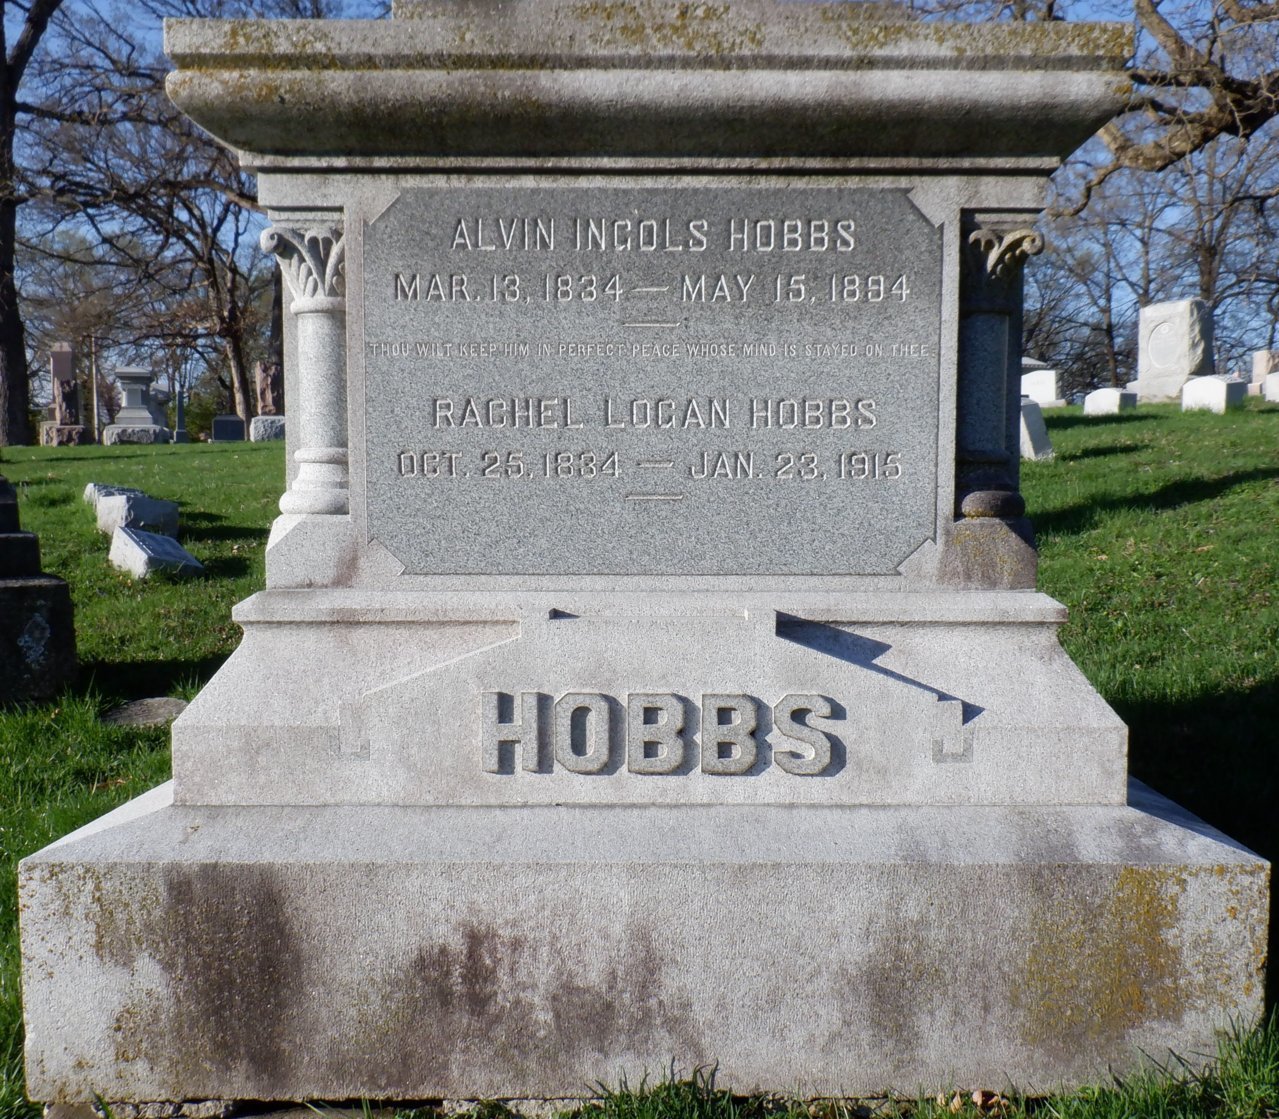 ALVIN INGOLS HOBBS
MAR. 13, 1834 — MAY 15, 1894
THOU WILT KEEP HIM IN PERFECT PEACE WHOSE MIND IS STAYED ON THEE
RACHEL LOGAN HOBBS
OCT. 25, 1834 — JAN. 23, 1915
HOBBS